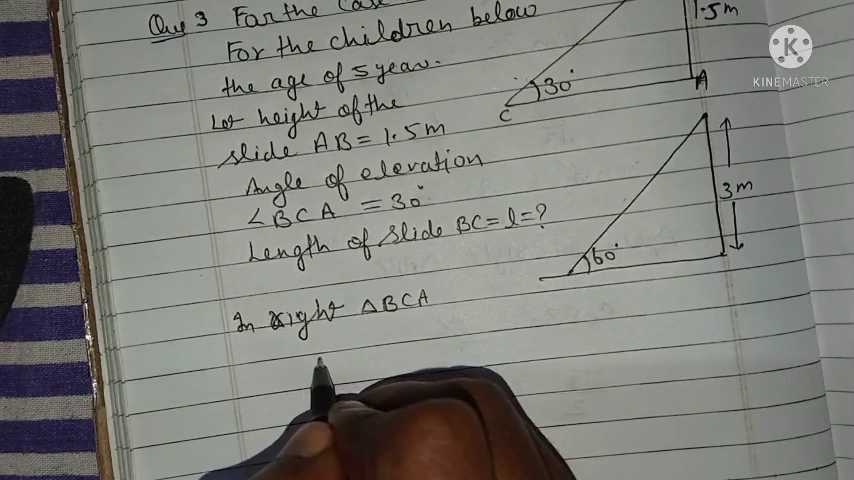 Que 3 For the Case
For the children below
the age of 5 year.
Let height of the
slide AB = 1.5m
Angle of elevation
∠BCA = 30°
Length of slide BC = l = ?
In right △BCA
1.5m
30°
C
A
3m
60°
K
KINEMASTER